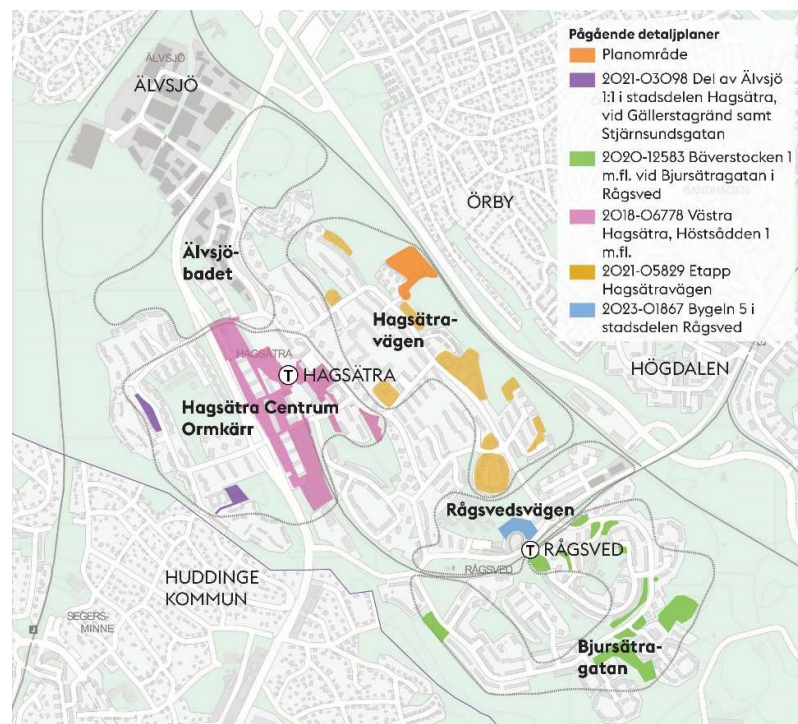 Pågående detaljplaner
Planområde
2021-03098 Del av Älvsjö
1:1 i stadsdelen Hagsätra,
vid Gällerstagränd samt
Stjärnsundsgatan
2020-12583 Bäverstocken 1
m.fl. vid Bjursätragatan i
Rågsved
2018-06778 Västra
Hagsätra, Höstsådden 1
m.fl.
2021-05829 Etapp
Hagsätravägen
2023-01867 Bygeln 5 i
stadsdelen Rågsved
ÄLVSJÖ
ÄLVSJÖ
ÖRBY
BANDHAGEN
Älvsjö-
badet
Hagsätra-
vägen
HAGSÄTRA
T HAGSÄTRA
HÖGDALEN
Hagsätra Centrum
Ormkärr
Rågsvedsvägen
T RÅGSVED
RÅGSVED
HUDDINGE
KOMMUN
SEGERS-
MINNE
Bjursätra-
gatan